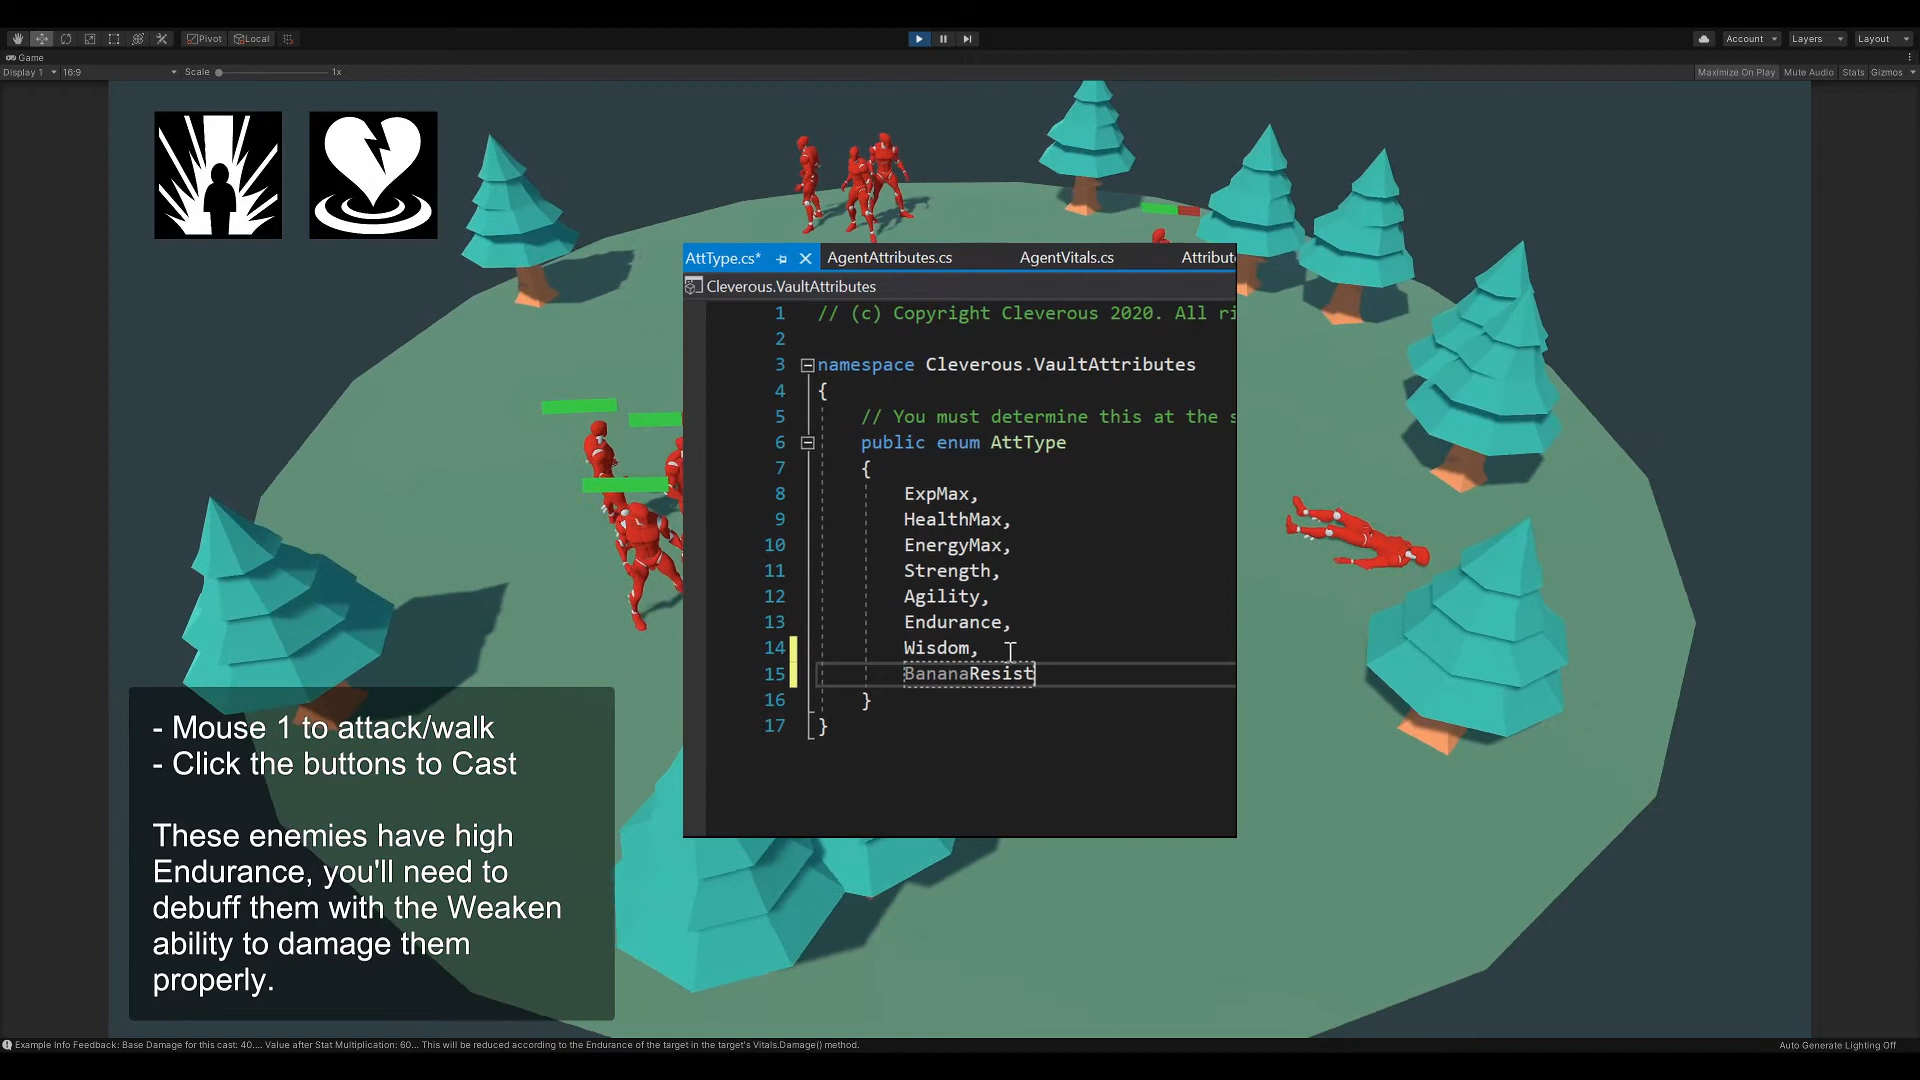 Pivot
Local
Account
Layers
Layout
Game
Display 1
16:9
Scale
1x
Maximize On Play
Mute Audio
Stats
Gizmos
AttType.cs*
AgentAttributes.cs
AgentVitals.cs
Attribut
Cleverous.VaultAttributes
1 // (c) Copyright Cleverous 2020. All ri
2
3 namespace Cleverous.VaultAttributes
4 {
5 // You must determine this at the s
6 public enum AttType
7 {
8 ExpMax,
9 HealthMax,
10 EnergyMax,
11 Strength,
12 Agility,
13 Endurance,
14 Wisdom,
15 BananaResist
16 }
17 }
- Mouse 1 to attack/walk
- Click the buttons to Cast
These enemies have high
Endurance, you'll need to
debuff them with the Weaken
ability to damage them
properly.
Example Info Feedback: Base Damage for this cast: 40.... Value after Stat Multiplication: 60... This will be reduced according to the Endurance of the target in the target's Vitals.Damage() method.
Auto Generate Lighting Off